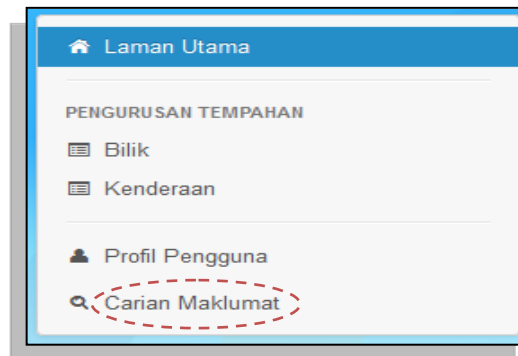 Laman Utama
PENGURUSAN TEMPAHAN
Bilik
Kenderaan
Profil Pengguna
Carian Maklumat